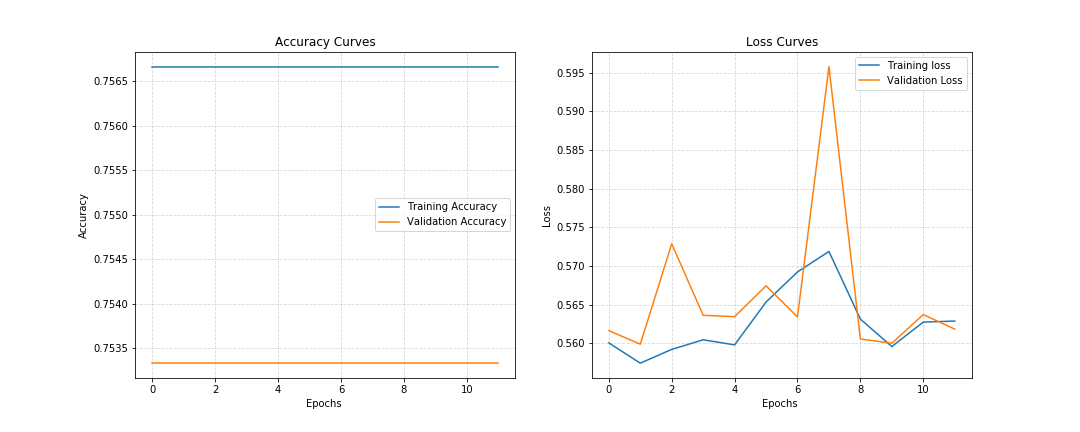 Accuracy Curves
0.7565
0.7560
0.7555
0.7550
0.7545
0.7540
0.7535
Accuracy
0 2 4 6 8 10
Epochs
Training Accuracy
Validation Accuracy
Loss Curves
0.595
0.590
0.585
0.580
0.575
0.570
0.565
0.560
Loss
0 2 4 6 8 10
Epochs
Training loss
Validation Loss